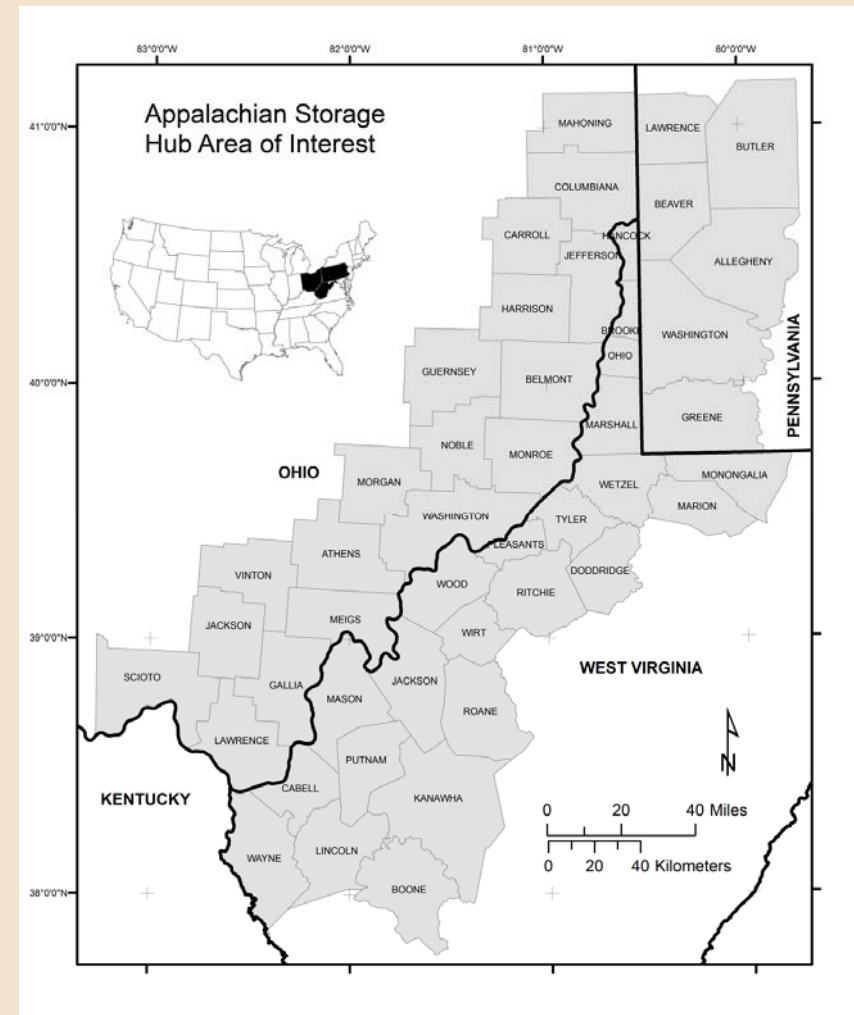 83°0'0"W 82°0'0"W 81°0'0"W 80°0'0"W
Appalachian Storage
Hub Area of Interest
41°0'0"N
MAHONING
LAWRENCE
BUTLER
COLUMBIANA
BEAVER
CARROLL
HANCOCK
JEFFERSON
ALLEGHENY
HARRISON
BROOKE
WASHINGTON
OHIO
PENNSYLVANIA
GUERNSEY
BELMONT
40°0'0"N
GREENE
MARSHALL
NOBLE
MONROE
OHIO
MORGAN
MONONGALIA
WETZEL
MARION
WASHINGTON
TYLER
PLEASANTS
ATHENS
DODDRIDGE
VINTON
WOOD
RITCHIE
JACKSON
MEIGS
WIRT
39°0'0"N
WEST VIRGINIA
SCIOTO
GALLIA
JACKSON
MASON
ROANE
LAWRENCE
PUTNAM
N
CABELL
KANAWHA
KENTUCKY
0 20 40 Miles
LINCOLN
WAYNE
0 20 40 Kilometers
BOONE
38°0'0"N